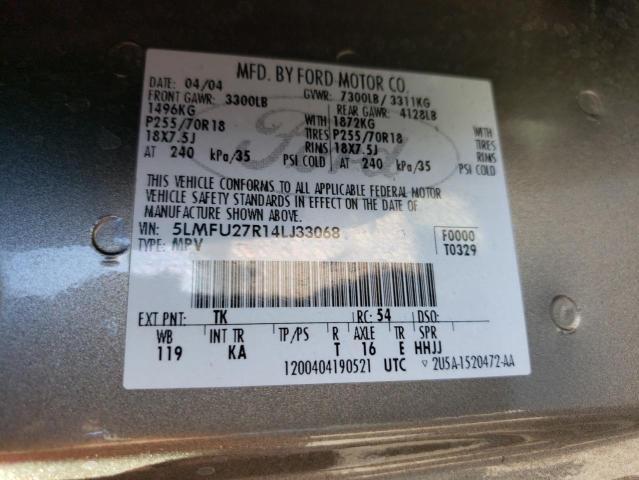 MFD. BY FORD MOTOR CO.
DATE: 04/04 GVWR: 7300LB / 3311KG
FRONT GAWR: 3300LB REAR GAWR: 4128LB
1496KG WITH 1872KG WITH
P255/70R18 TIRES P255/70R18 TIRES
18X7.5J RIMS 18X7.5J RIMS
AT 240 kPa/35 PSI COLD AT 240 kPa/35 PSI COLD
Ford
THIS VEHICLE CONFORMS TO ALL APPLICABLE FEDERAL MOTOR
VEHICLE SAFETY STANDARDS IN EFFECT ON THE DATE OF
MANUFACTURE SHOWN ABOVE.
VIN: 5LMFU27R14LJ33068 F0000
TYPE: MPV T0329
EXT PNT: TK RC: 54 DSO:
WB INT TR TP/PS R AXLE TR SPR
119 KA T 16 E HHJJ
1200404190521 UTC ▽ 2U5A-1520472-AA